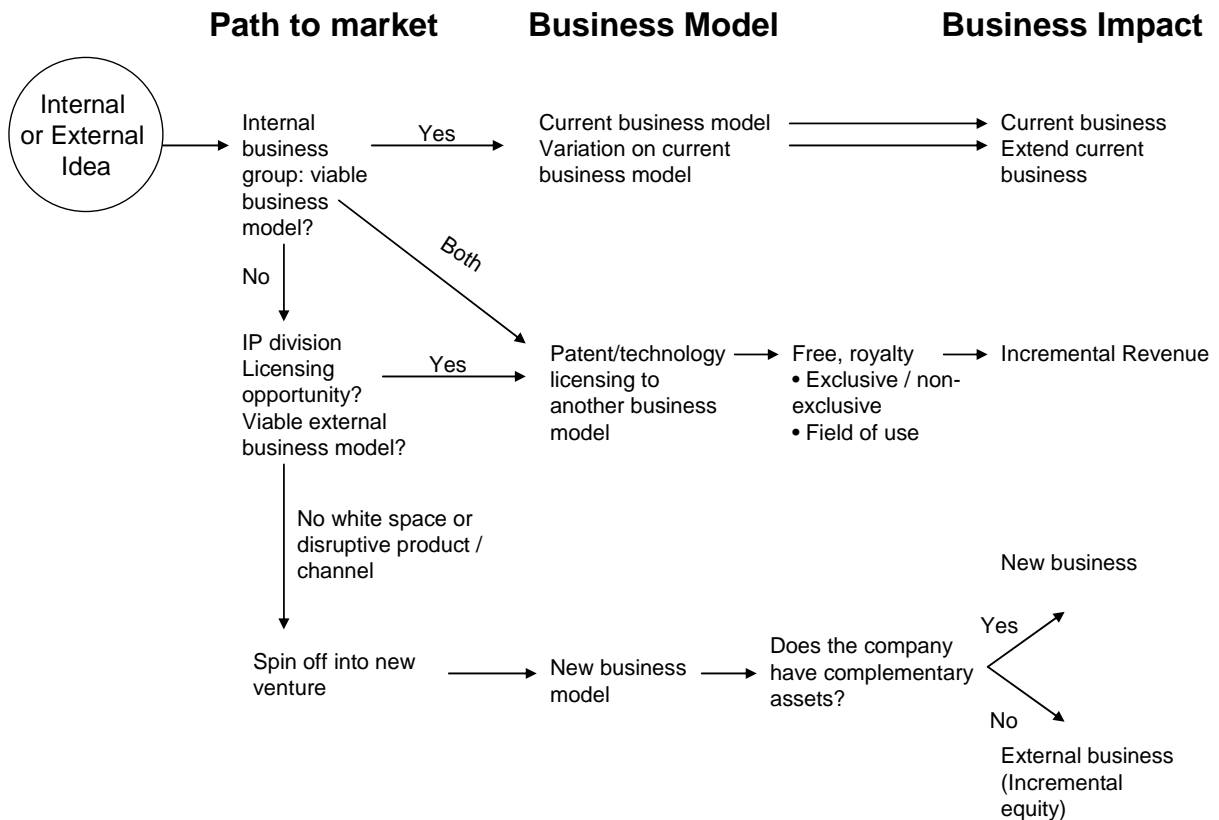 Path to market
Business Model
Business Impact
Internal
or External
Idea
Internal
business
group: viable
business
model?
Yes
Current business model
Variation on current
business model
Current business
Extend current
business
Both
No
IP division
Licensing
opportunity?
Viable external
business model?
Yes
Patent/technology
licensing to
another business
model
Free, royalty
• Exclusive / non-
exclusive
• Field of use
Incremental Revenue
No white space or
disruptive product /
channel
Spin off into new
venture
New business
model
Does the company
have complementary
assets?
Yes
New business
No
External business
(Incremental
equity)